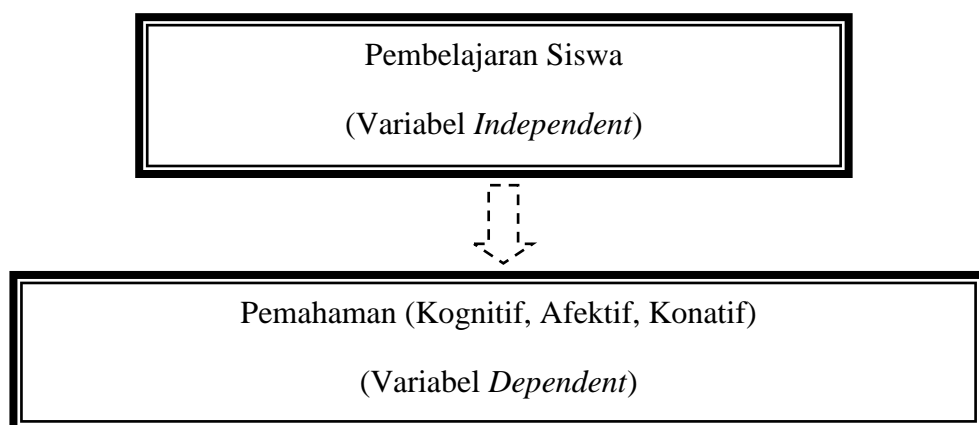 Pembelajaran Siswa
(Variabel Independent)
Pemahaman (Kognitif, Afektif, Konatif)
(Variabel Dependent)